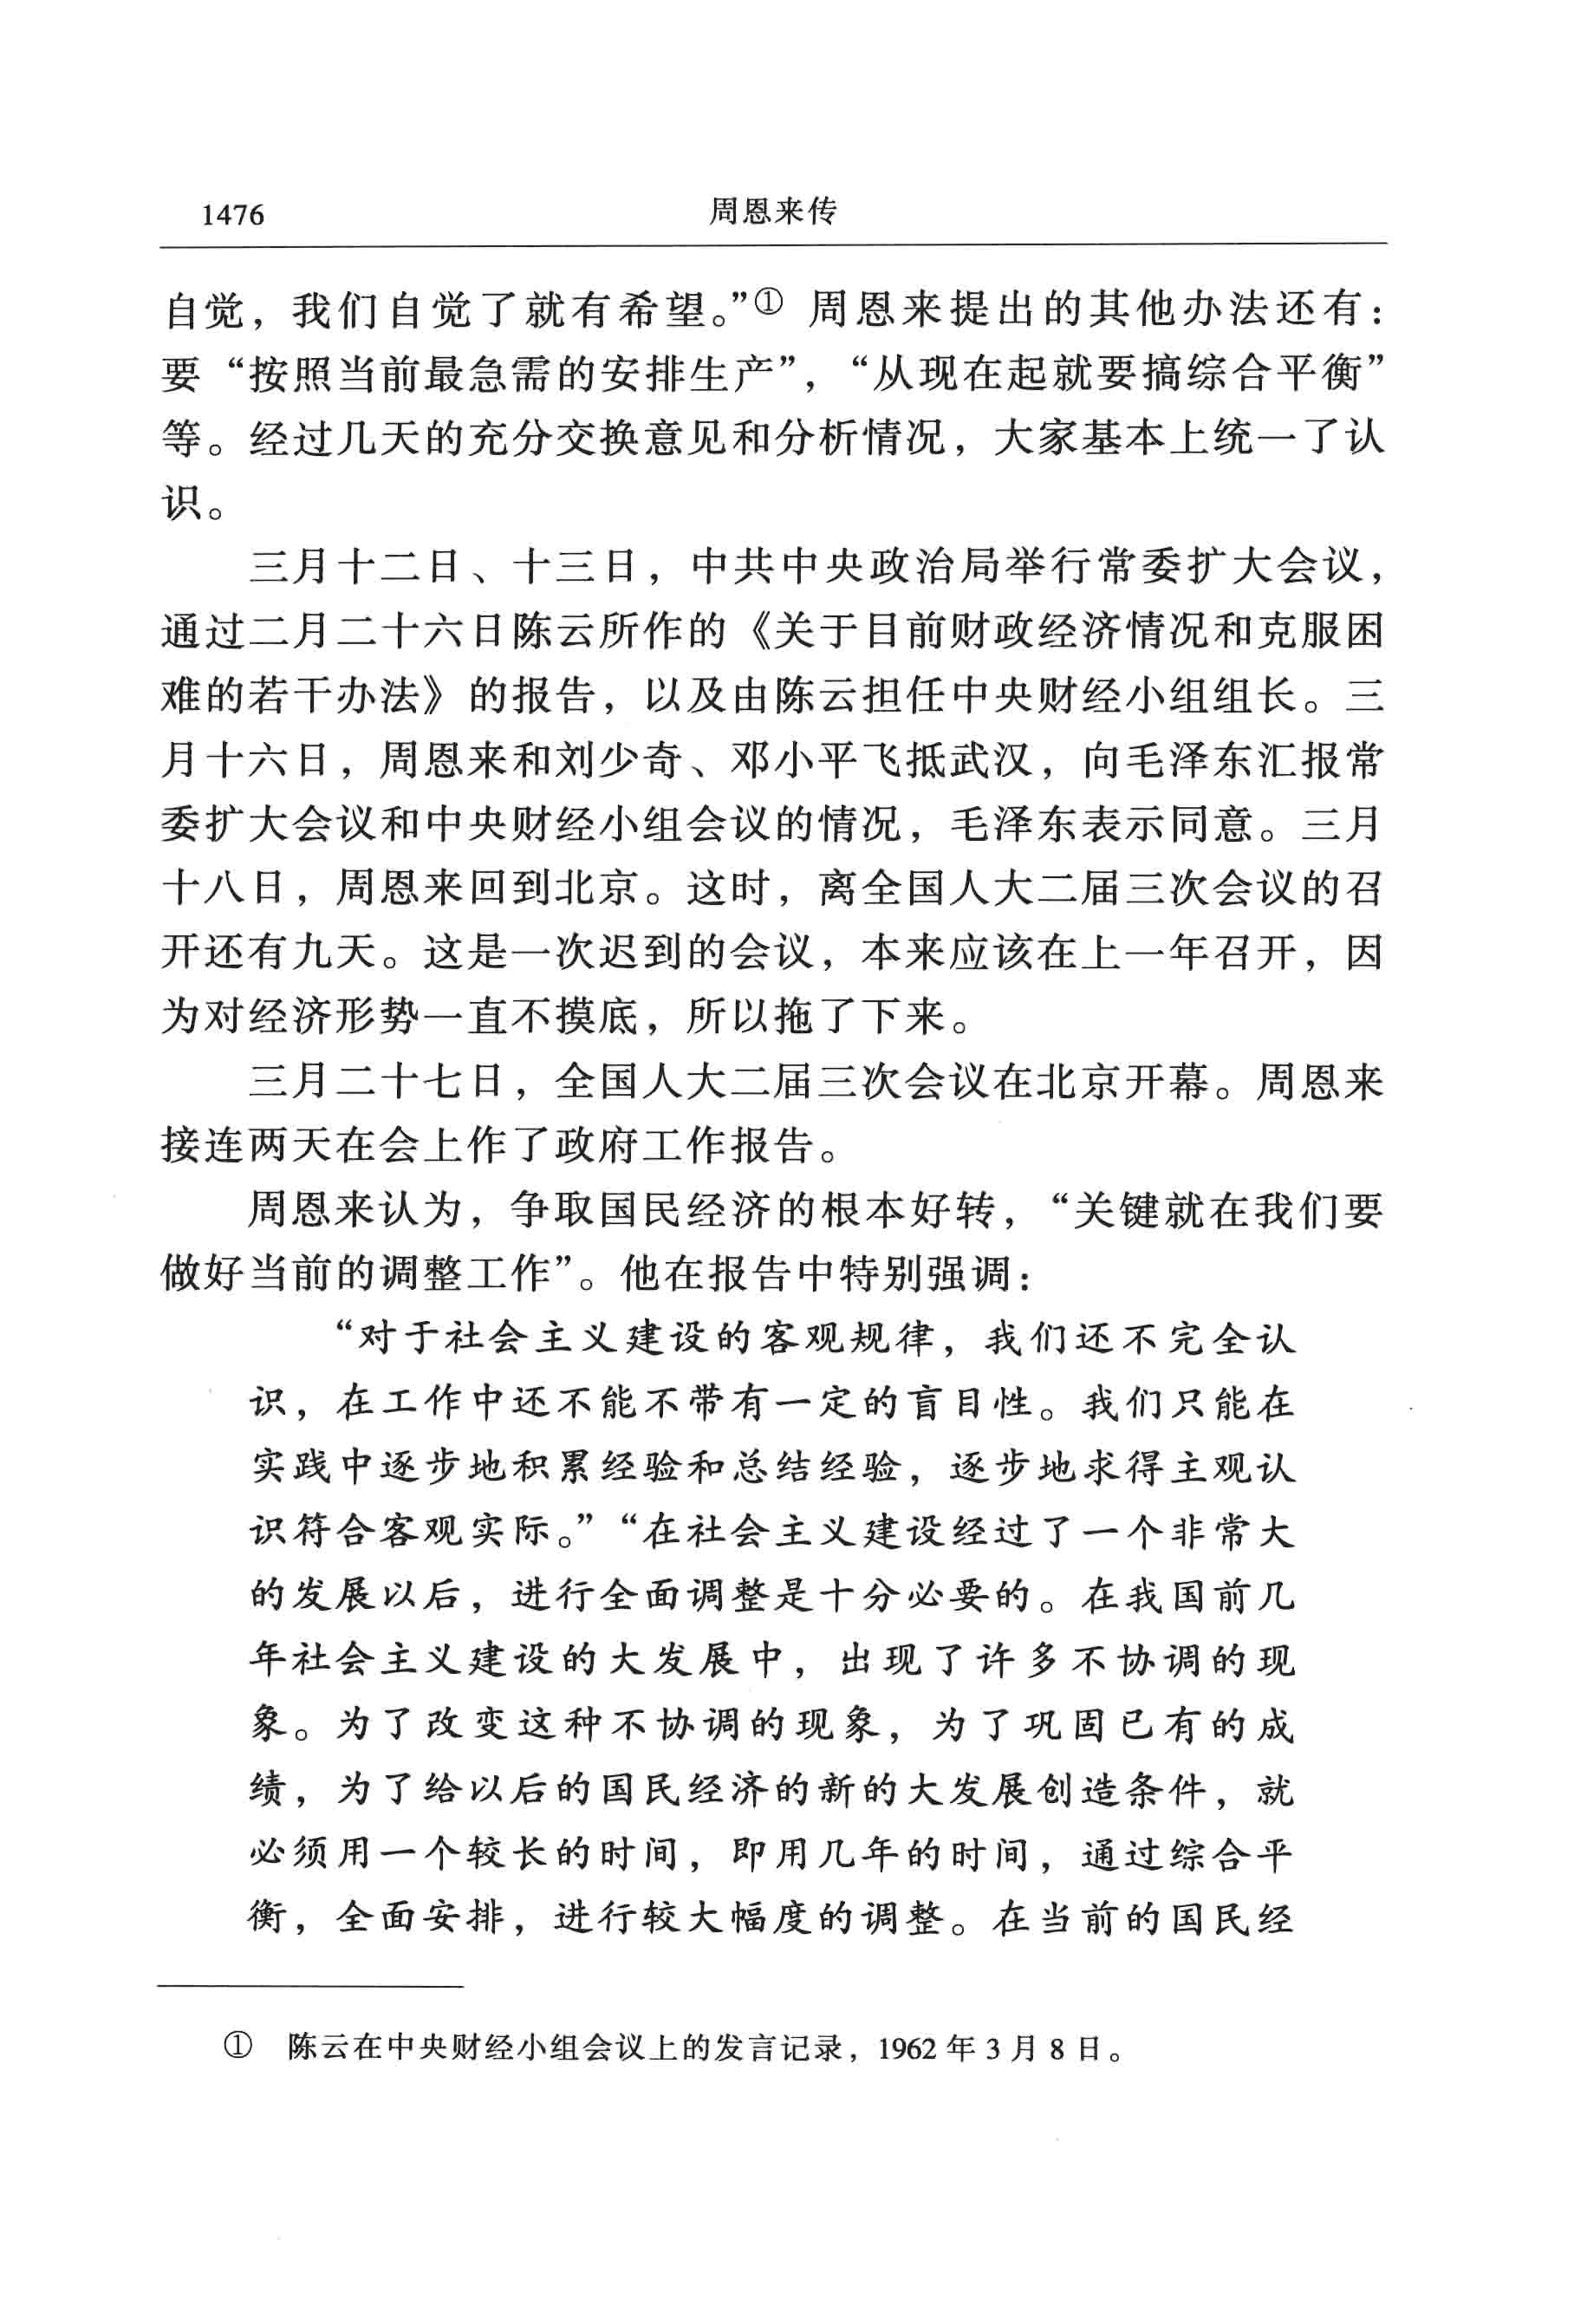 1476 周恩来传
自觉，我们自觉了就有希望。”① 周恩来提出的其他办法还有：
要“按照当前最急需的安排生产”，“从现在起就要搞综合平衡”
等。经过几天的充分交换意见和分析情况，大家基本上统一了认
识。
三月十二日、十三日，中共中央政治局举行常委扩大会议，
通过二月二十六日陈云所作的《关于目前财政经济情况和克服困
难的若干办法》的报告，以及由陈云担任中央财经小组组长。三
月十六日，周恩来和刘少奇、邓小平飞抵武汉，向毛泽东汇报常
委扩大会议和中央财经小组会议的情况，毛泽东表示同意。三月
十八日，周恩来回到北京。这时，离全国人大二届三次会议的召
开还有九天。这是一次迟到的会议，本来应该在上一年召开，因
为对经济形势一直不摸底，所以拖了下来。
三月二十七日，全国人大二届三次会议在北京开幕。周恩来
接连两天在会上作了政府工作报告。
周恩来认为，争取国民经济的根本好转，“关键就在我们要
做好当前的调整工作”。他在报告中特别强调：
“对于社会主义建设的客观规律，我们还不完全认
识，在工作中还不能不带有一定的盲目性。我们只能在
实践中逐步地积累经验和总结经验，逐步地求得主观认
识符合客观实际。”“在社会主义建设经过了一个非常大
的发展以后，进行全面调整是十分必要的。在我国前几
年社会主义建设的大发展中，出现了许多不协调的现
象。为了改变这种不协调的现象，为了巩固已有的成
绩，为了给以后的国民经济的新的大发展创造条件，就
必须用一个较长的时间，即用几年的时间，通过综合平
衡，全面安排，进行较大幅度的调整。在当前的国民经
① 陈云在中央财经小组会议上的发言记录，1962 年 3 月 8 日。